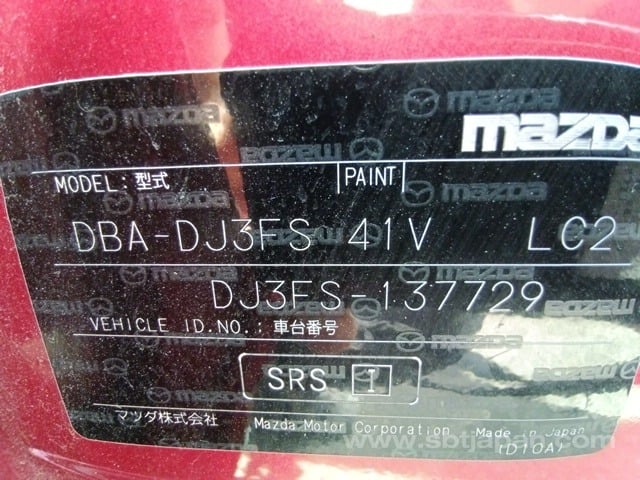 mazda
MODEL:型式 PAINT
DBA-DJ3FS 41V LC2
DJ3FS-137729
VEHICLE ID.NO.:車台番号
SRS I
マツダ株式会社 Mazda Motor Corporation Made in Japan
(D10A)
www.sbtjapan.com